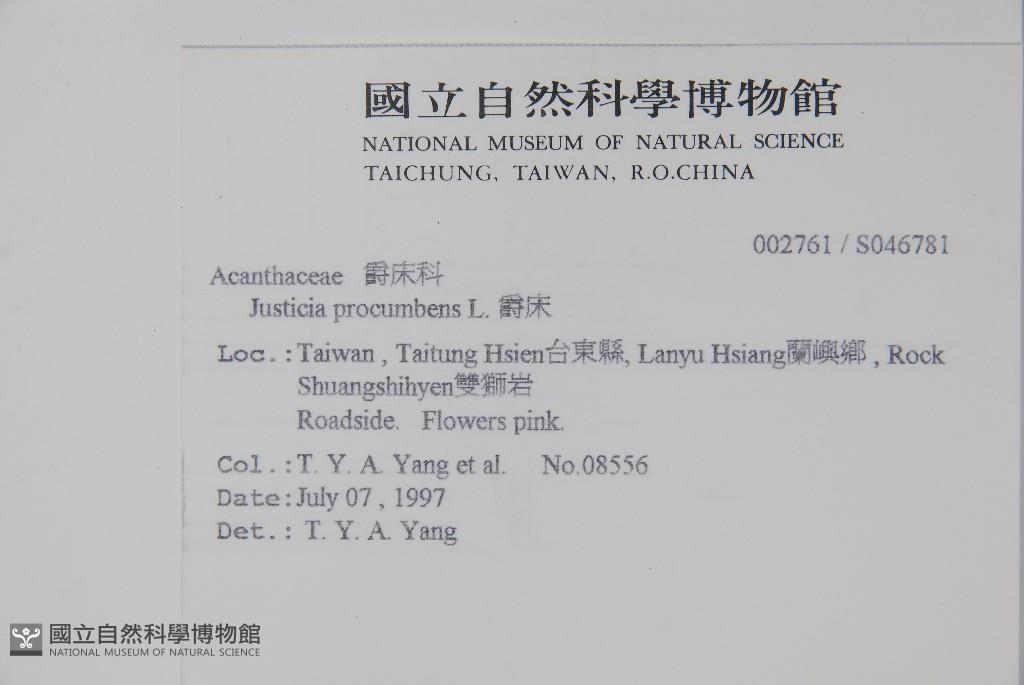 國立自然科學博物館
NATIONAL MUSEUM OF NATURAL SCIENCE
TAICHUNG, TAIWAN, R.O.CHINA
002761 / S046781
Acanthaceae 爵床科
Justicia procumbens L. 爵床
Loc.:Taiwan , Taitung Hsien台東縣, Lanyu Hsiang蘭嶼鄉 , Rock
Shuangshihyen雙獅岩
Roadside. Flowers pink.
Col.:T. Y. A. Yang et al. No.08556
Date:July 07 , 1997
Det.: T. Y. A. Yang
國立自然科學博物館
NATIONAL MUSEUM OF NATURAL SCIENCE